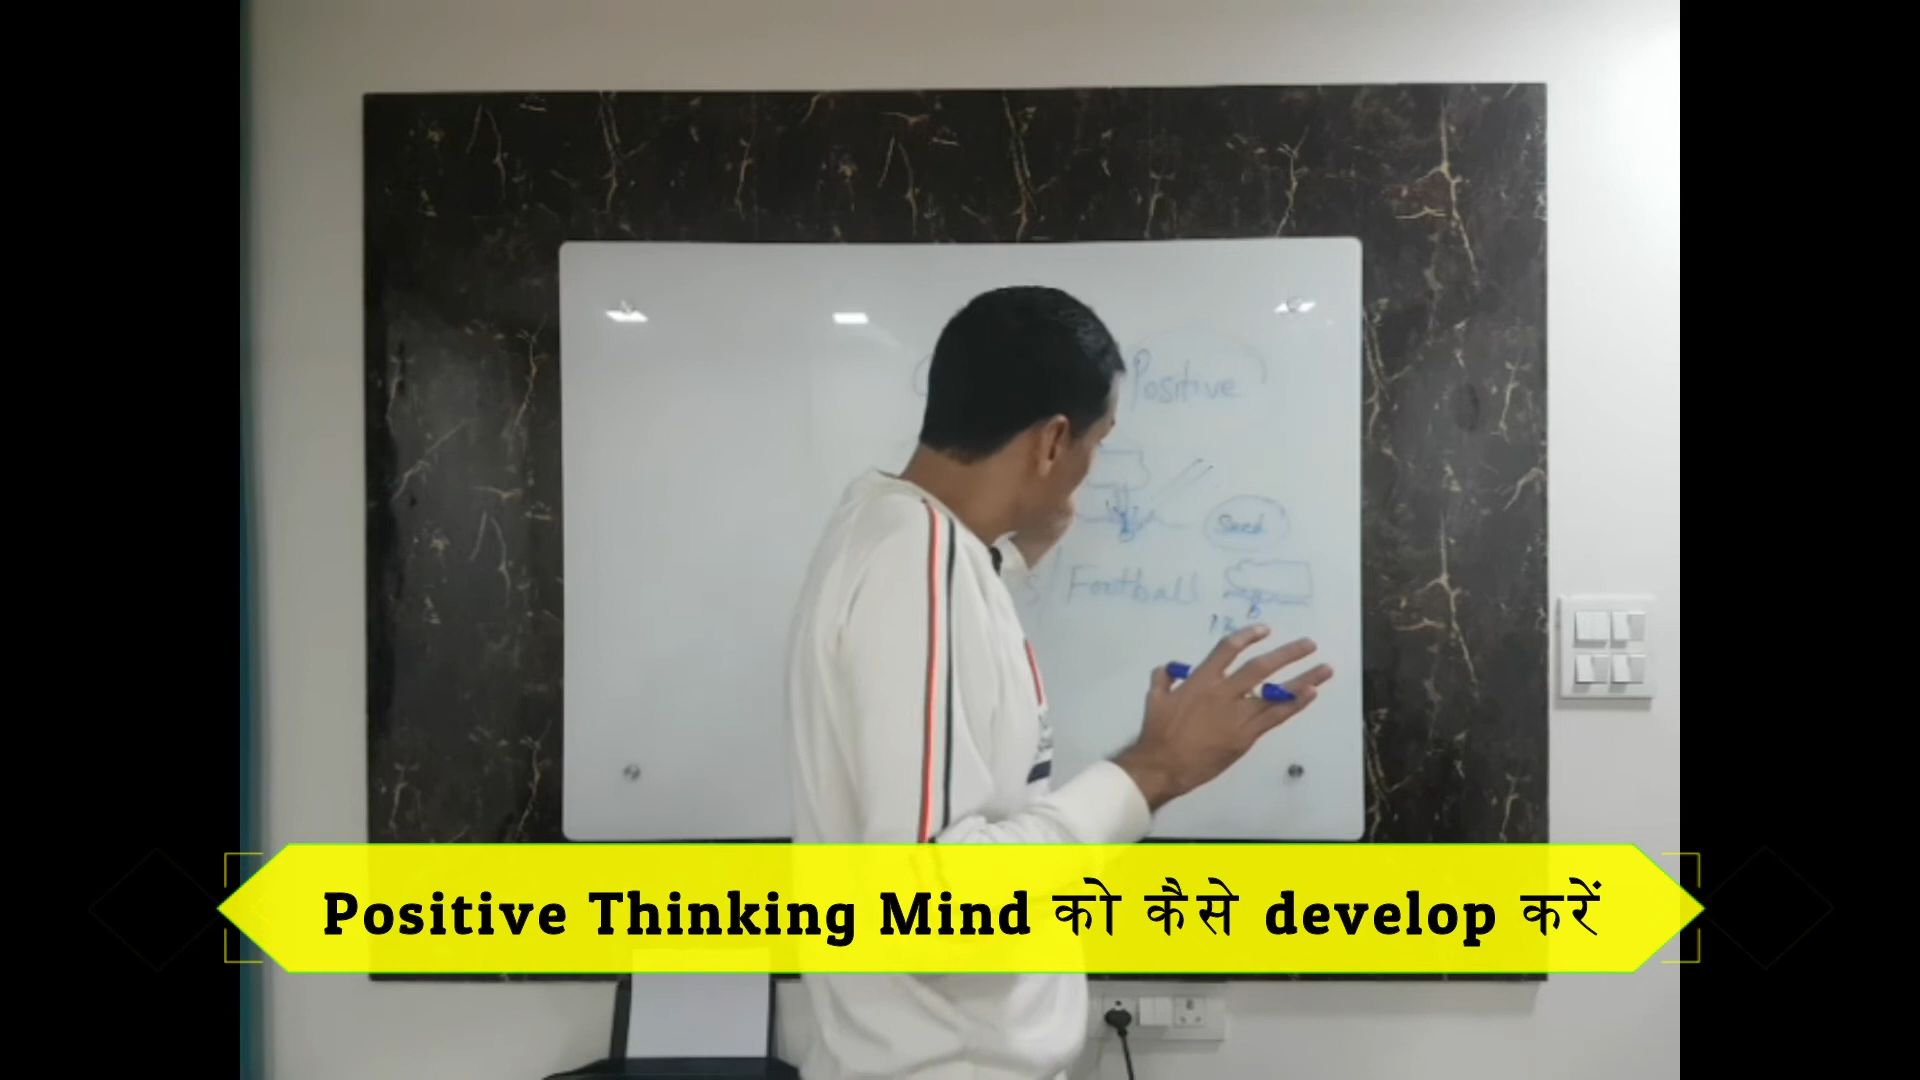 Positive
Seed
Football
Positive Thinking Mind को कैसे develop करें